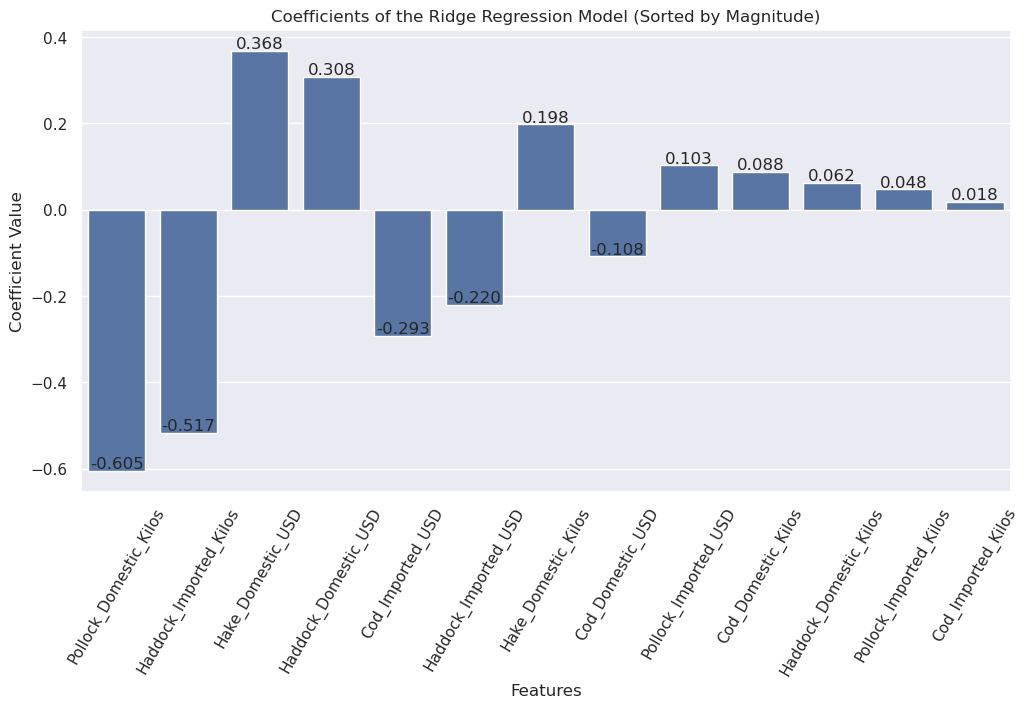 Coefficients of the Ridge Regression Model (Sorted by Magnitude)
Coefficient Value
0.4
0.2
0.0
−0.2
−0.4
−0.6
-0.605
-0.517
0.368
0.308
-0.293
-0.220
0.198
-0.108
0.103
0.088
0.062
0.048
0.018
Pollock_Domestic_Kilos
Haddock_Imported_Kilos
Hake_Domestic_USD
Haddock_Domestic_USD
Cod_Imported_USD
Haddock_Imported_USD
Hake_Domestic_Kilos
Cod_Domestic_USD
Pollock_Imported_USD
Cod_Domestic_Kilos
Haddock_Domestic_Kilos
Pollock_Imported_Kilos
Cod_Imported_Kilos
Features